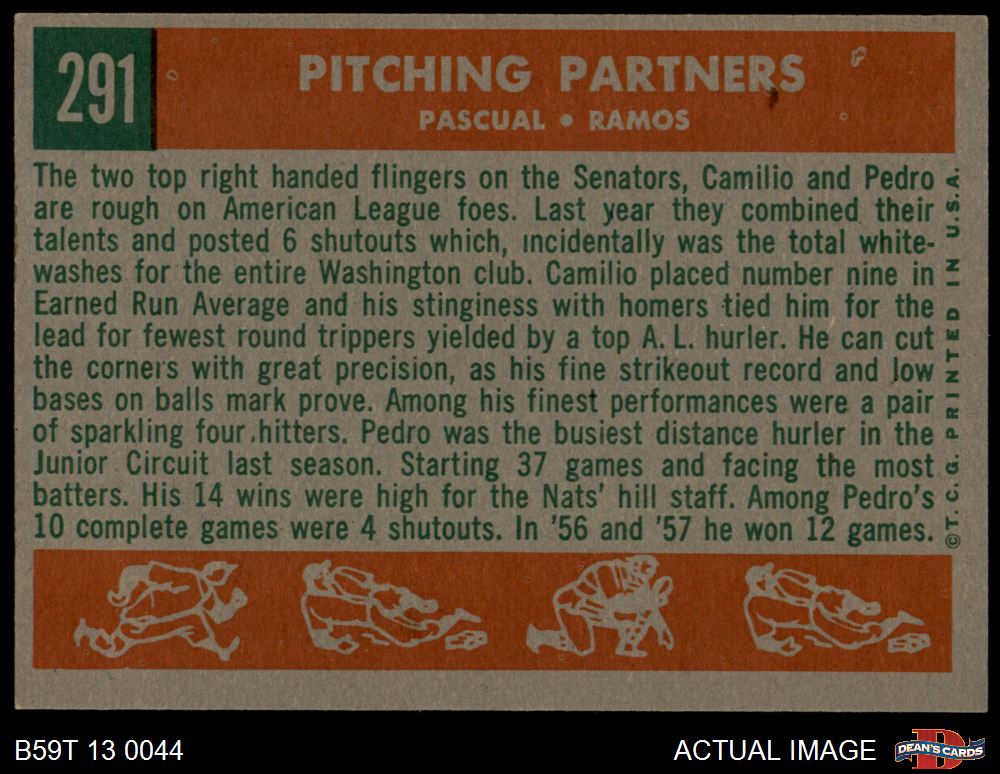 291
PITCHING PARTNERS
PASCUAL • RAMOS
The two top right handed flingers on the Senators, Camilio and Pedro
are rough on American League foes. Last year they combined their
talents and posted 6 shutouts which, incidentally was the total white-
washes for the entire Washington club. Camilio placed number nine in
Earned Run Average and his stinginess with homers tied him for the
lead for fewest round trippers yielded by a top A. L. hurler. He can cut
the corners with great precision, as his fine strikeout record and low
bases on balls mark prove. Among his finest performances were a pair
of sparkling four hitters. Pedro was the busiest distance hurler in the
Junior Circuit last season. Starting 37 games and facing the most
batters. His 14 wins were high for the Nats' hill staff. Among Pedro's
10 complete games were 4 shutouts. In '56 and '57 he won 12 games.
©T. C. G. PRINTED IN U.S.A.
B59T 13 0044
ACTUAL IMAGE
DEAN'S CARDS